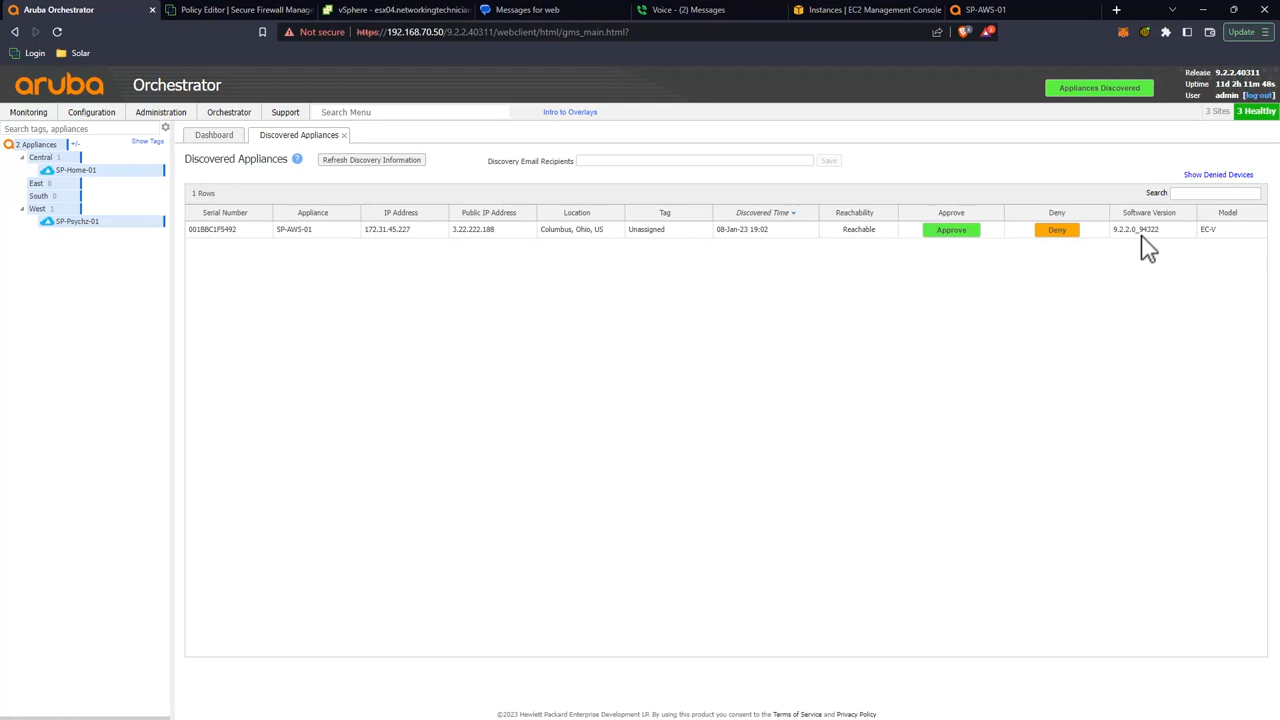 Aruba Orchestrator
Policy Editor | Secure Firewall Manag
vSphere - esx04.networkingtechnician
Messages for web
Voice - (2) Messages
Instances | EC2 Management Console
SP-AWS-01
Not secure
https://192.168.70.50/9.2.2.40311/webclient/html/gms_main.html?
Update
Login
Solar
aruba
Orchestrator
Appliances Discovered
Release 9.2.2.40311
Uptime 11d 2h 11m 48s
User admin [log out]
Monitoring
Configuration
Administration
Orchestrator
Support
Search Menu
Intro to Overlays
3 Sites
3 Healthy
Search tags, appliances
2 Appliances +/-
Show Tags
Central 1
SP-Home-01
East 0
South 0
West 1
SP-Psychz-01
Dashboard
Discovered Appliances
Discovered Appliances
Refresh Discovery Information
Discovery Email Recipients
Save
Show Denied Devices
1 Rows
Search
Serial Number Appliance IP Address Public IP Address Location Tag Discovered Time Reachability Approve Deny Software Version Model
001BBC1F5492 SP-AWS-01 172.31.45.227 3.22.222.188 Columbus, Ohio, US Unassigned 08-Jan-23 19:02 Reachable Approve Deny 9.2.2.0_94322 EC-V
©2023 Hewlett Packard Enterprise Development LP. By using this product you consent to the Terms of Service and Privacy Policy